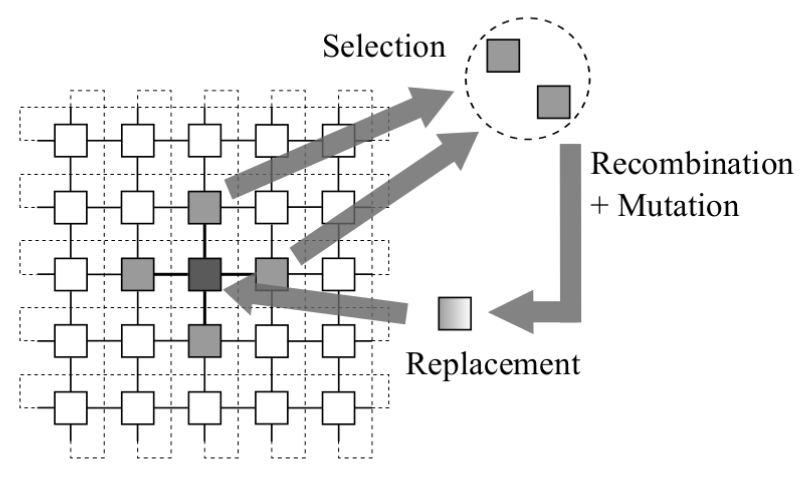 Selection
Recombination
+ Mutation
Replacement